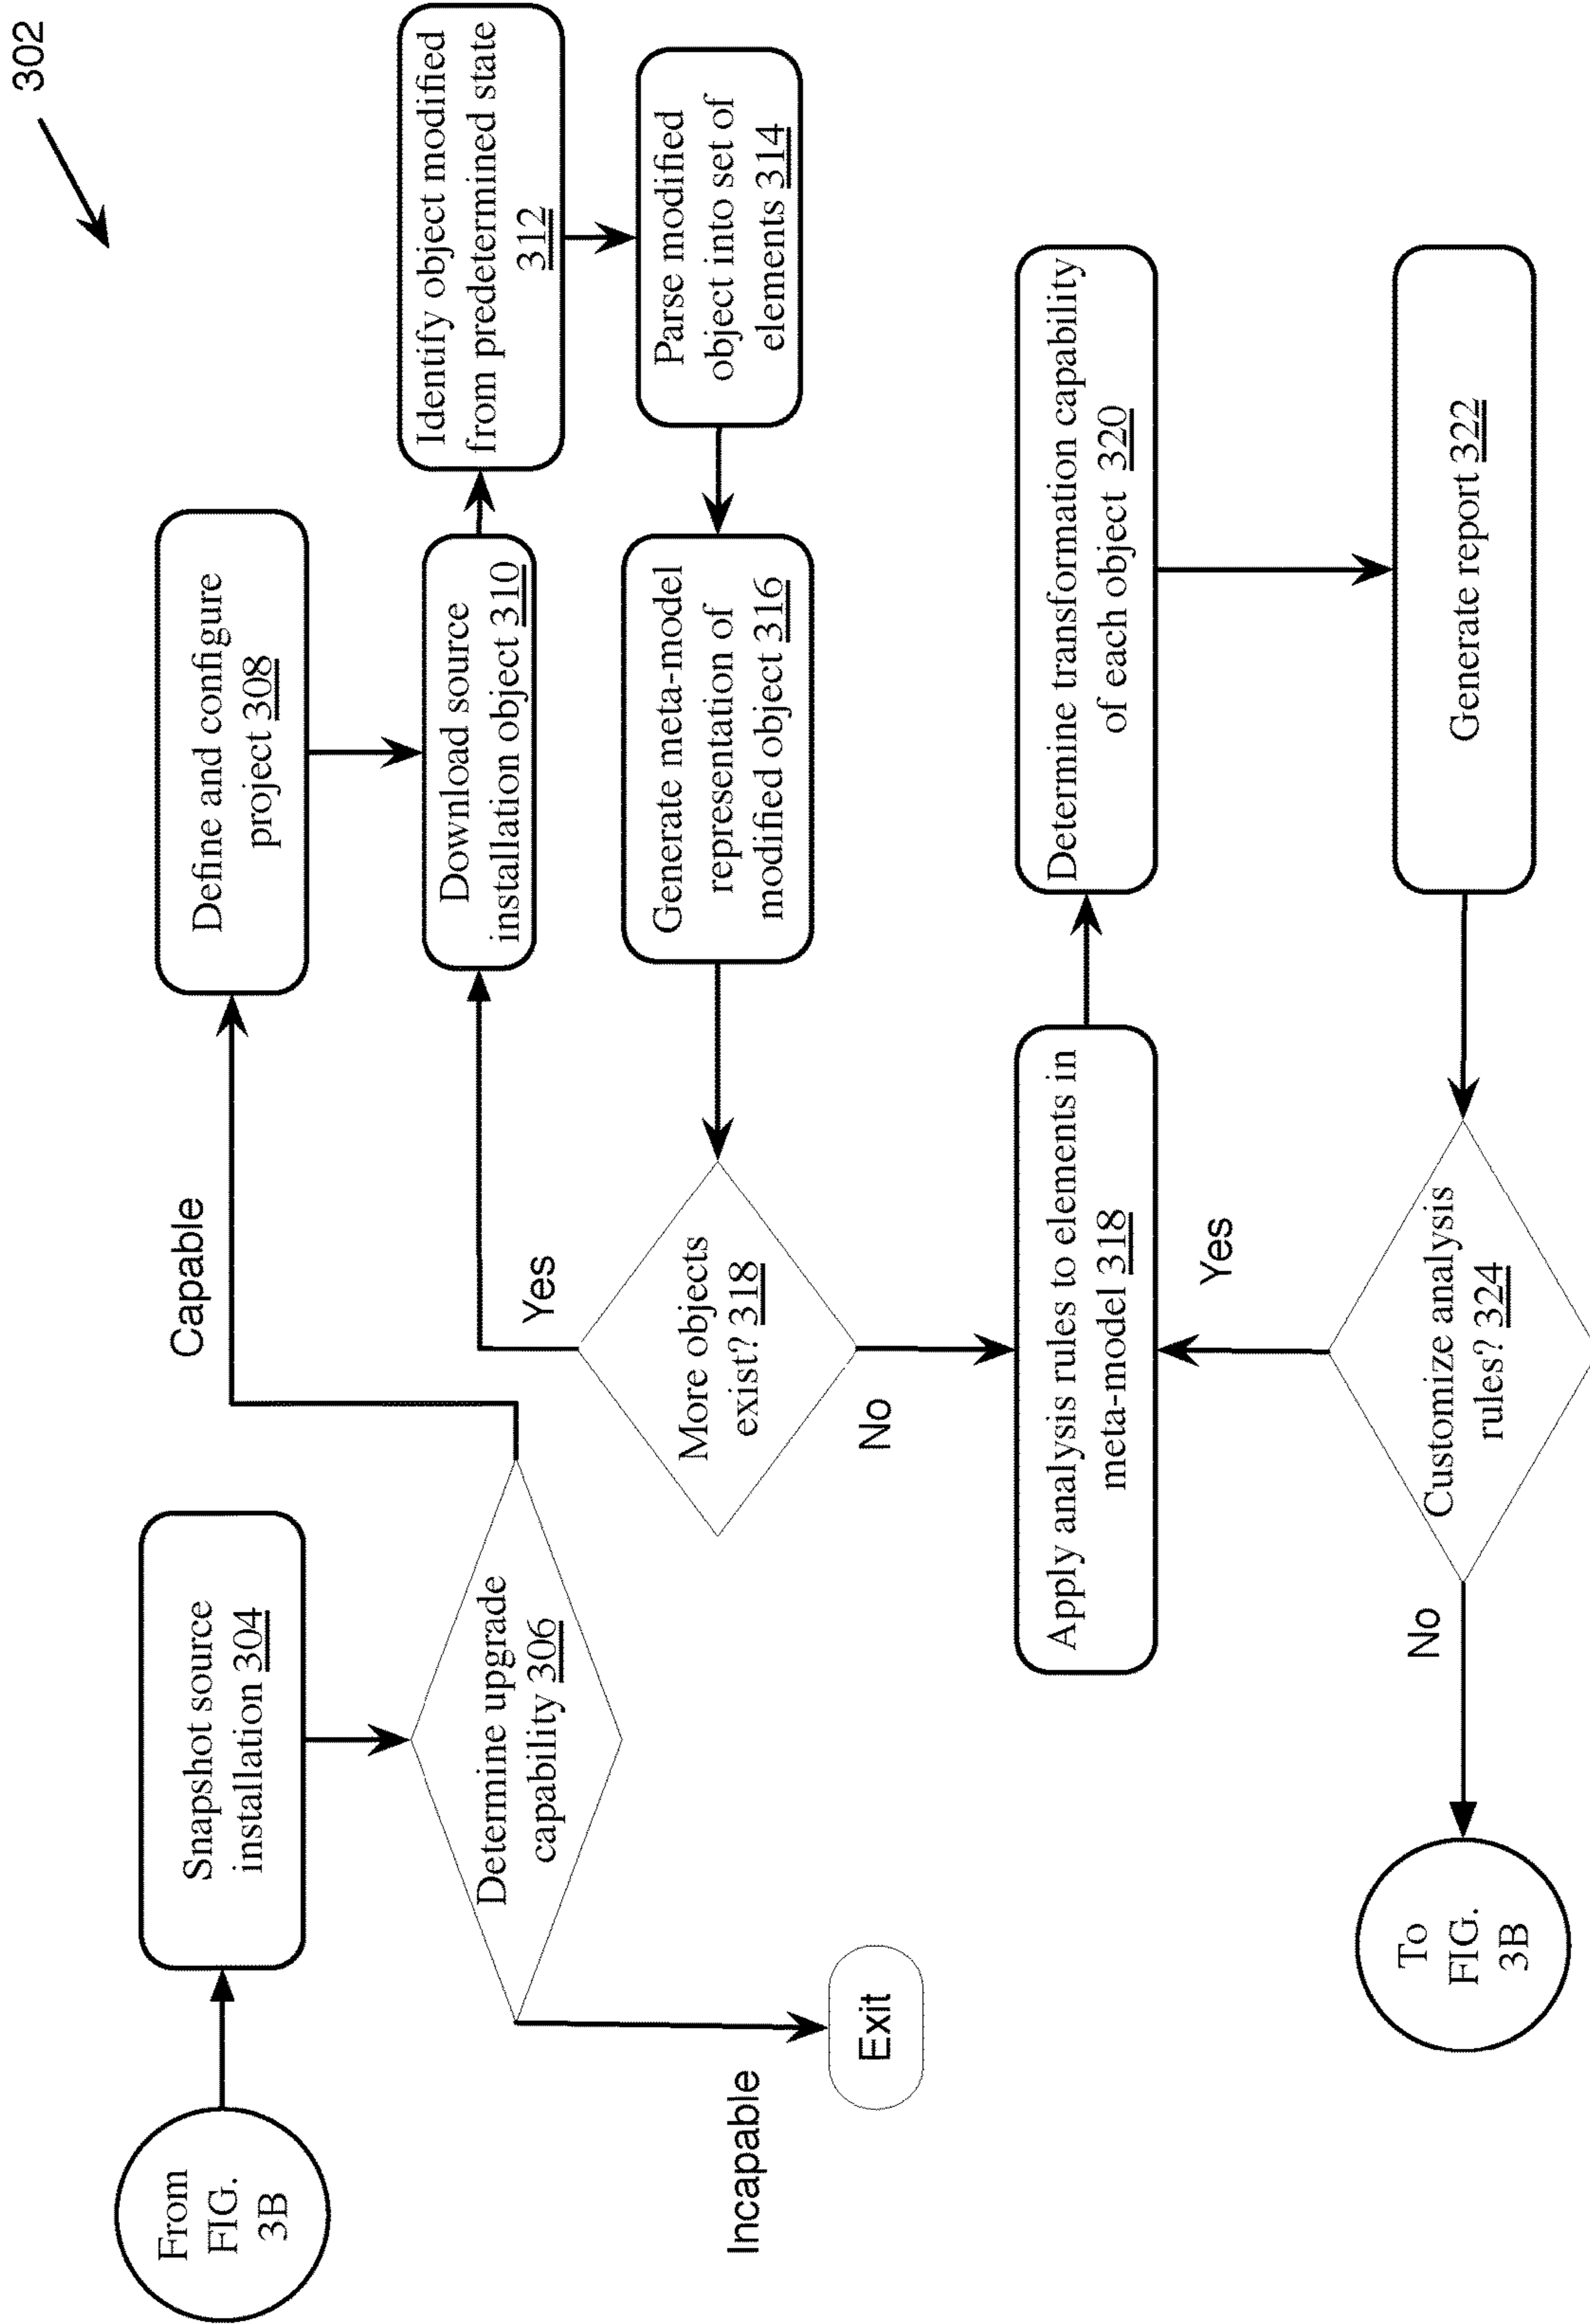 302
From
FIG.
3B
Snapshot source
installation 304
Determine upgrade
capability 306
Incapable
Exit
Capable
Define and configure
project 308
Download source
installation object 310
Identify object modified
from predetermined state
312
Parse modified
object into set of
elements 314
Generate meta-model
representation of
modified object 316
More objects
exist? 318
Yes
No
Apply analysis rules to elements in
meta-model 318
Determine transformation capability
of each object 320
Generate report 322
Customize analysis
rules? 324
Yes
No
To
FIG.
3B